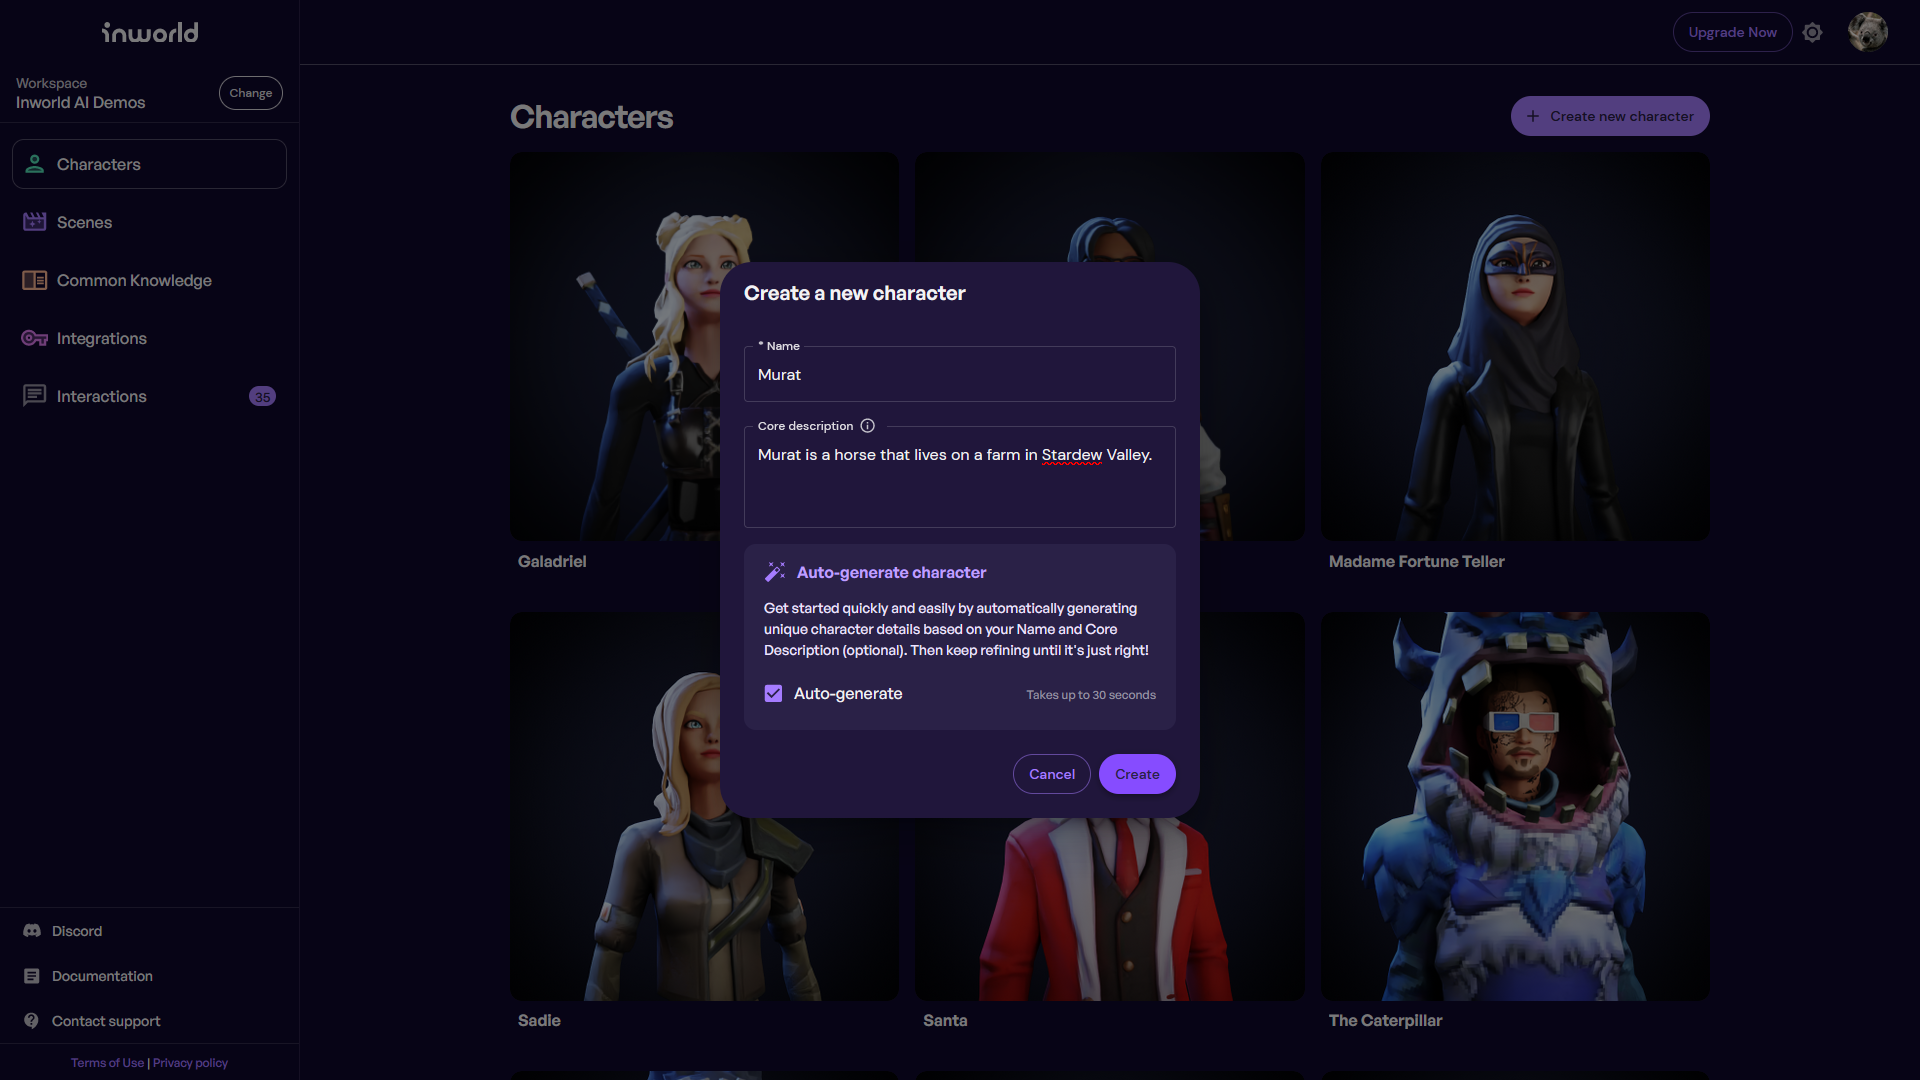 inworld
Upgrade Now
Workspace
Inworld AI Demos
Change
Characters
Scenes
Common Knowledge
Integrations
Interactions
35
Discord
Documentation
Contact support
Terms of Use | Privacy policy
Characters
+ Create new character
Galadriel
Madame Fortune Teller
Sadie
Santa
The Caterpillar
Create a new character
* Name
Murat
Core description
Murat is a horse that lives on a farm in Stardew Valley.
Auto-generate character
Get started quickly and easily by automatically generating
unique character details based on your Name and Core
Description (optional). Then keep refining until it's just right!
Auto-generate
Takes up to 30 seconds
Cancel
Create